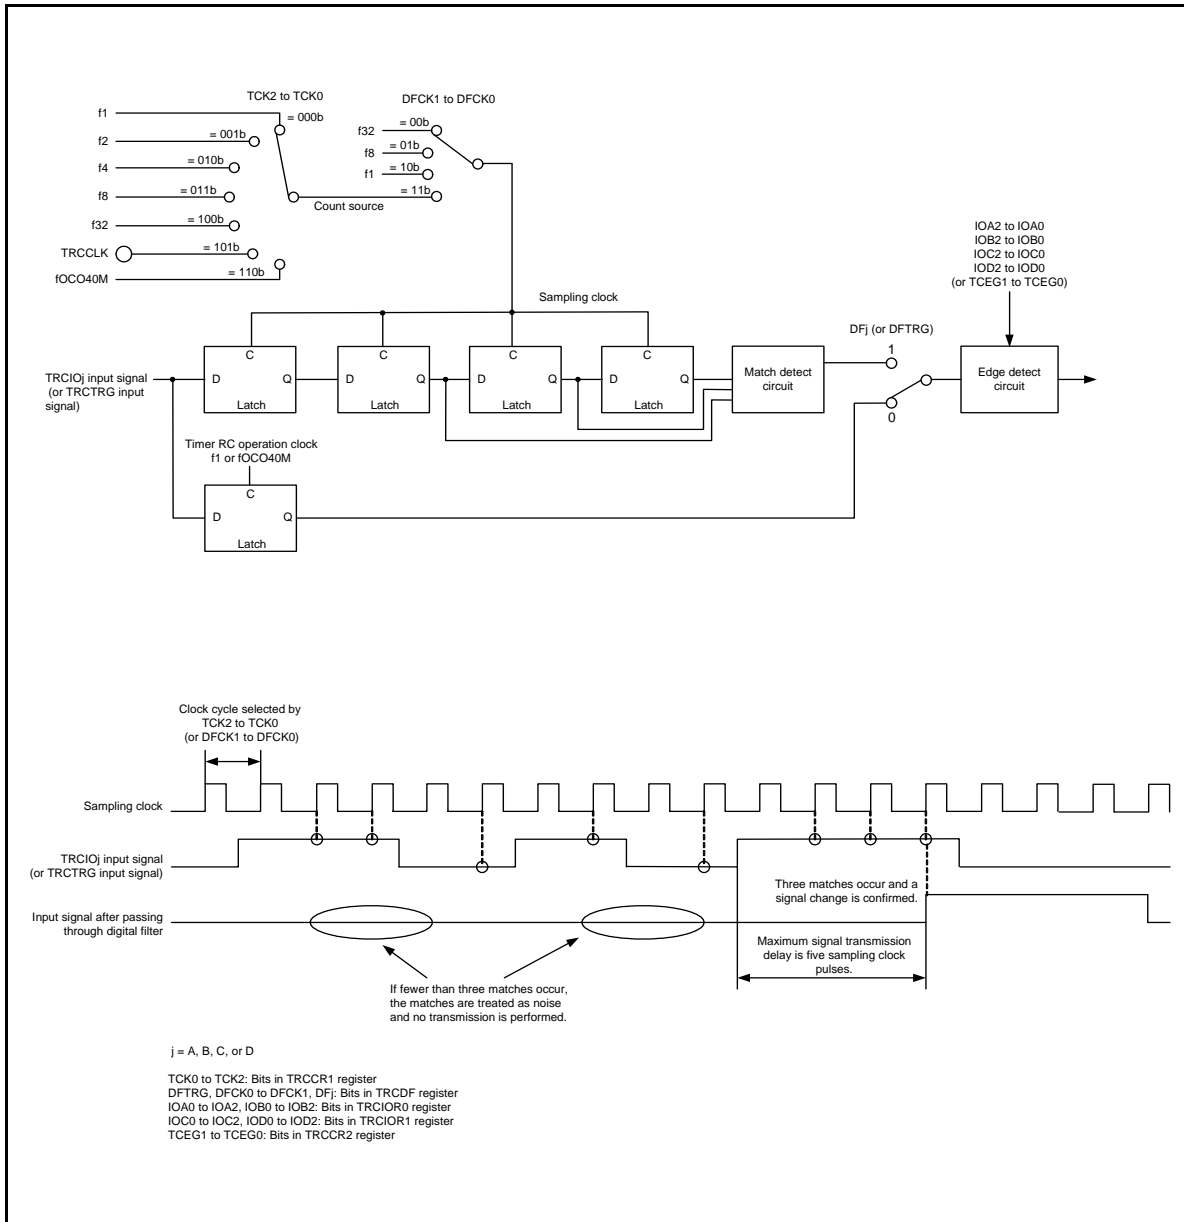 TCK2 to TCK0
DFCK1 to DFCK0
f1
= 000b
f2
= 001b
f4
= 010b
f8
= 011b
f32
= 100b
TRCCLK
= 101b
fOCO40M
= 110b
Count source
f32
= 00b
f8
= 01b
f1
= 10b
= 11b
IOA2 to IOA0
IOB2 to IOB0
IOC2 to IOC0
IOD2 to IOD0
(or TCEG1 to TCEG0)
Sampling clock
DFj (or DFTRG)
TRCIOj input signal
(or TRCTRG input
signal)
C
D
Q
Latch
C
D
Q
Latch
C
D
Q
Latch
C
D
Q
Latch
Match detect
circuit
1
0
Edge detect
circuit
Timer RC operation clock
f1 or fOCO40M
C
D
Q
Latch
Clock cycle selected by
TCK2 to TCK0
(or DFCK1 to DFCK0)
Sampling clock
TRCIOj input signal
(or TRCTRG input signal)
Three matches occur and a
signal change is confirmed.
Input signal after passing
through digital filter
Maximum signal transmission
delay is five sampling clock
pulses.
If fewer than three matches occur,
the matches are treated as noise
and no transmission is performed.
j = A, B, C, or D
TCK0 to TCK2: Bits in TRCCR1 register
DFTRG, DFCK0 to DFCK1, DFj: Bits in TRCDF register
IOA0 to IOA2, IOB0 to IOB2: Bits in TRCIOR0 register
IOC0 to IOC2, IOD0 to IOD2: Bits in TRCIOR1 register
TCEG1 to TCEG0: Bits in TRCCR2 register